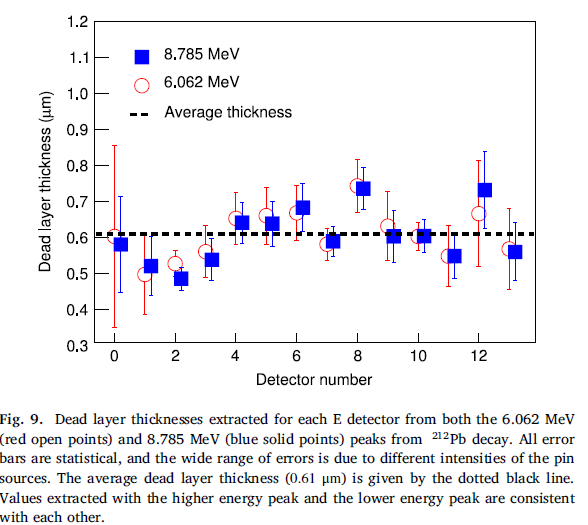 1.2
1.1
1.0
0.9
0.8
0.7
0.6
0.5
0.4
0.3
Dead layer thickness (μm)
8.785 MeV
6.062 MeV
Average thickness
0 2 4 6 8 10 12
Detector number
Fig. 9. Dead layer thicknesses extracted for each E detector from both the 6.062 MeV
(red open points) and 8.785 MeV (blue solid points) peaks from ²¹²Pb decay. All error
bars are statistical, and the wide range of errors is due to different intensities of the pin
sources. The average dead layer thickness (0.61 μm) is given by the dotted black line.
Values extracted with the higher energy peak and the lower energy peak are consistent
with each other.